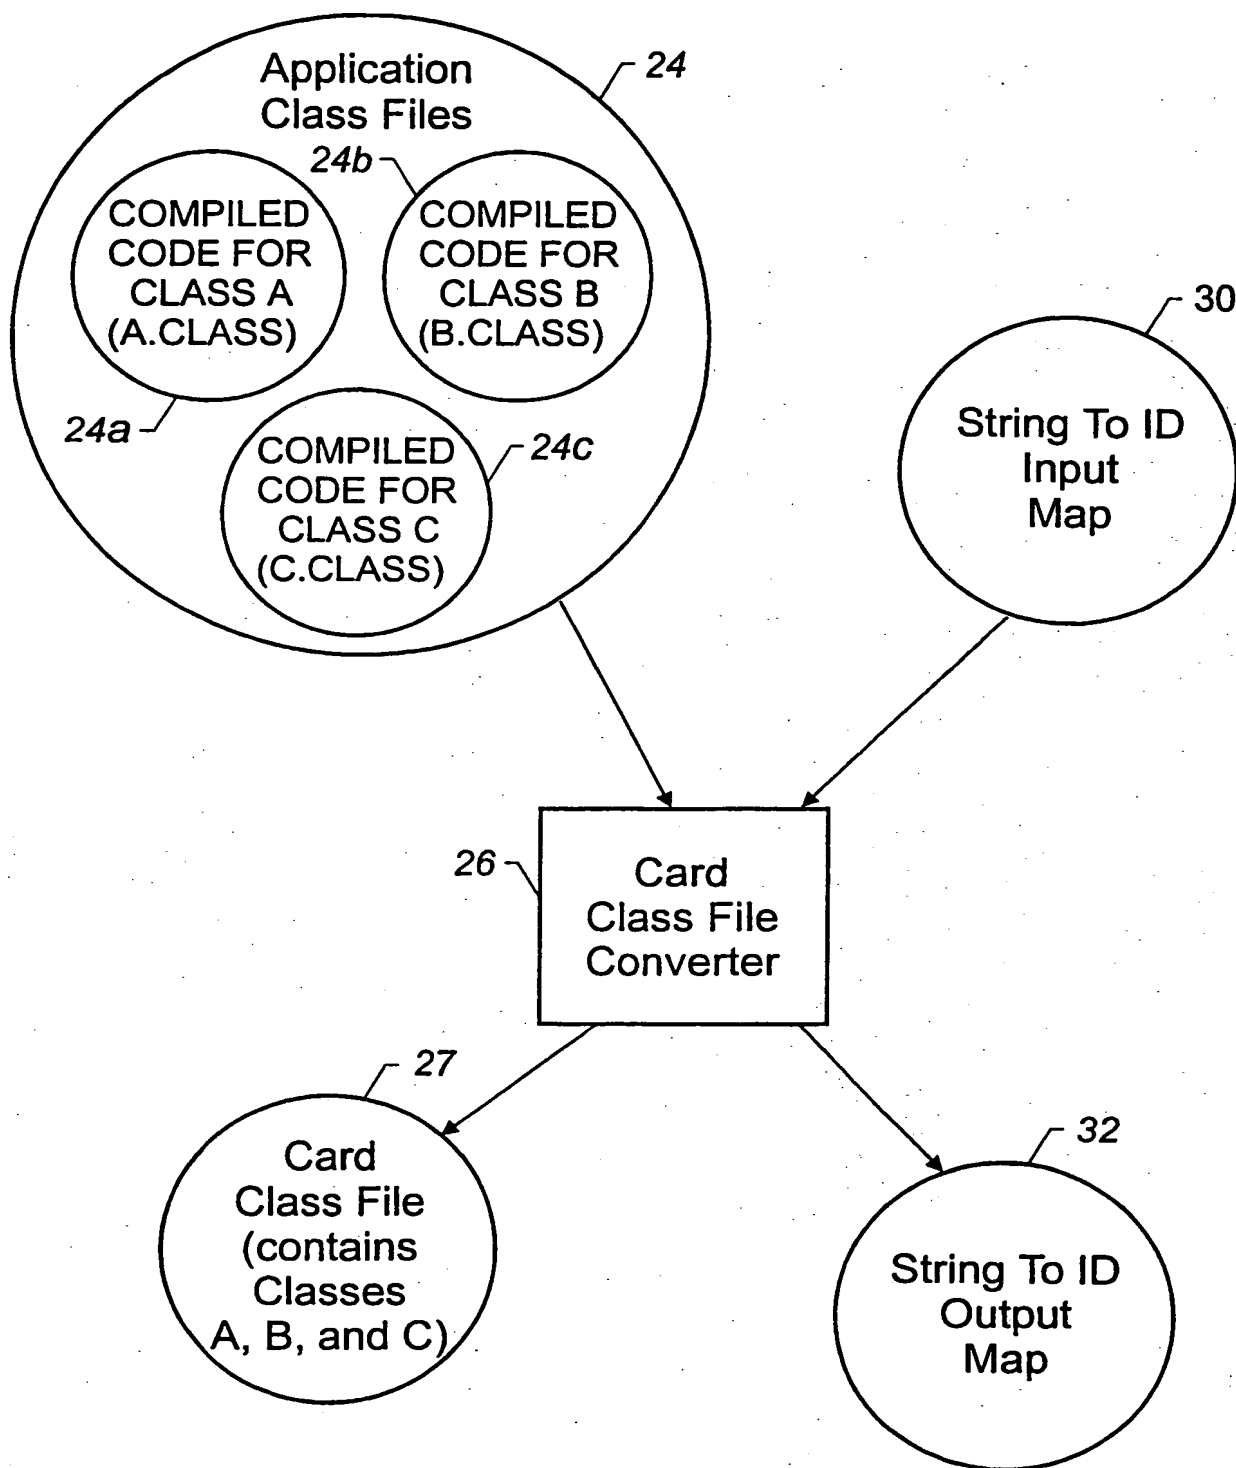 Application
Class Files
24
24b
COMPILED
CODE FOR
CLASS A
(A.CLASS)
COMPILED
CODE FOR
CLASS B
(B.CLASS)
24a
COMPILED
CODE FOR
CLASS C
(C.CLASS)
24c
30
String To ID
Input
Map
26
Card
Class File
Converter
27
Card
Class File
(contains
Classes
A, B, and C)
32
String To ID
Output
Map